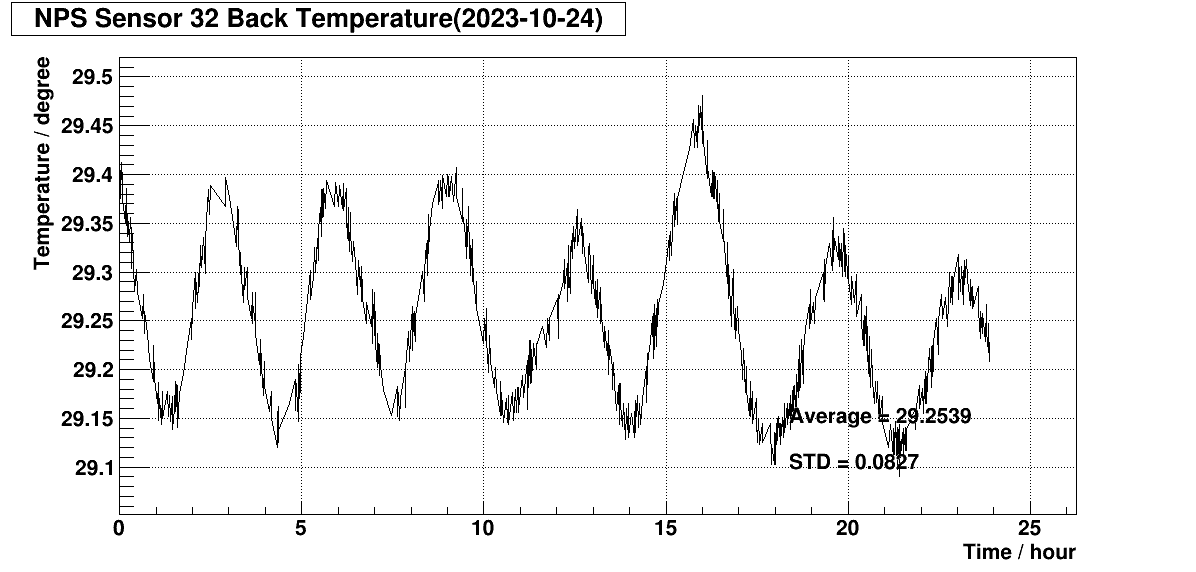 NPS Sensor 32 Back Temperature(2023-10-24)
Temperature / degree
29.5
29.45
29.4
29.35
29.3
29.25
29.2
29.15
29.1
Average = 29.2539
STD = 0.0827
0 5 10 15 20 25
Time / hour